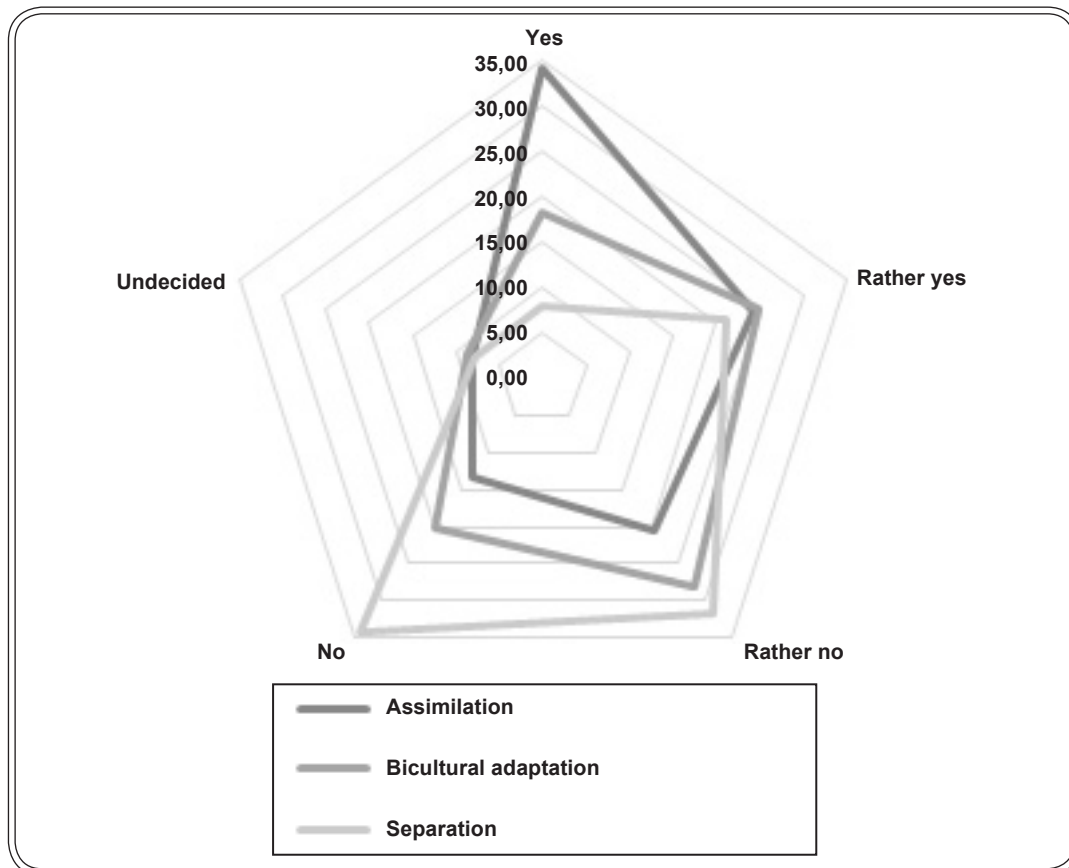 Yes
35,00
30,00
25,00
20,00
15,00
10,00
5,00
0,00
Undecided
Rather yes
No
Rather no
Assimilation
Bicultural adaptation
Separation